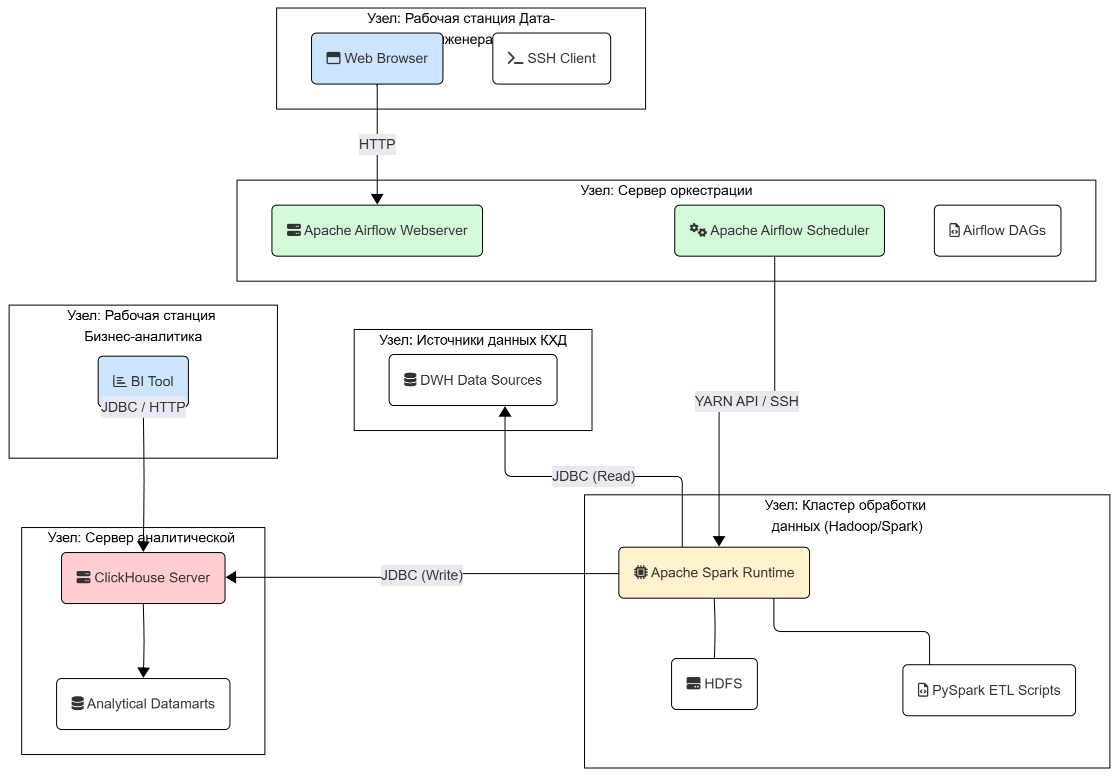 Узел: Рабочая станция Дата-
нженера
Web Browser
SSH Client
HTTP
Узел: Сервер оркестрации
Apache Airflow Webserver
Apache Airflow Scheduler
Airflow DAGs
Узел: Рабочая станция
Бизнес-аналитика
BI Tool
JDBC / HTTP
Узел: Источники данных КХД
DWH Data Sources
YARN API / SSH
JDBC (Read)
Узел: Кластер обработки
данных (Hadoop/Spark)
Узел: Сервер аналитической
ClickHouse Server
JDBC (Write)
Apache Spark Runtime
HDFS
PySpark ETL Scripts
Analytical Datamarts